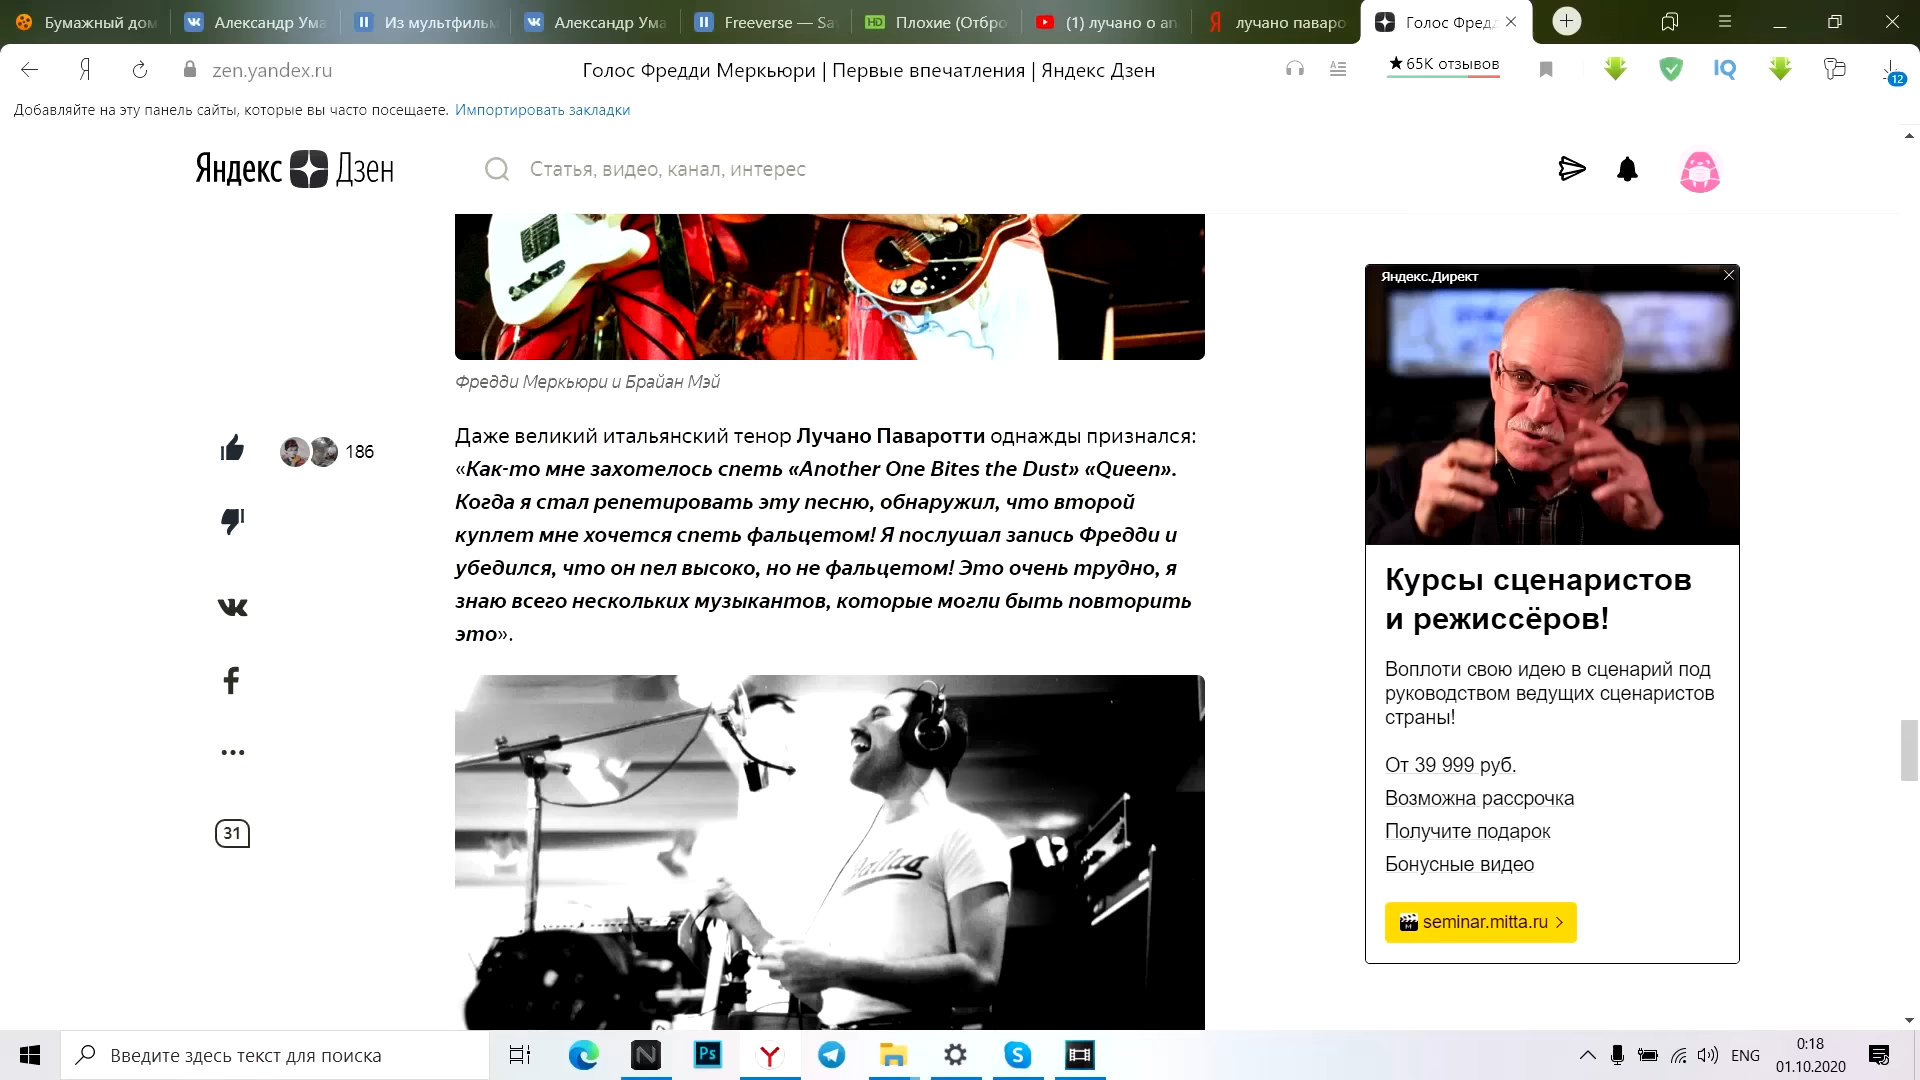 Бумажный дом
Александр Ума
Из мультфильм
Александр Ума
Freeverse — Sa
Плохие (Отбро
(1) лучано о an
лучано паваро
Голос Фредд
zen.yandex.ru
Голос Фредди Меркьюри | Первые впечатления | Яндекс Дзен
★65К отзывов
IQ
12
Добавляйте на эту панель сайты, которые вы часто посещаете. Импортировать закладки
Яндекс Дзен
Статья, видео, канал, интерес
Фредди Меркьюри и Брайан Мэй
186
Даже великий итальянский тенор Лучано Паваротти однажды признался:
«Как-то мне захотелось спеть «Another One Bites the Dust» «Queen».
Когда я стал репетировать эту песню, обнаружил, что второй
куплет мне хочется спеть фальцетом! Я послушал запись Фредди и
убедился, что он пел высоко, но не фальцетом! Это очень трудно, я
знаю всего нескольких музыкантов, которые могли быть повторить
это».
31
Яндекс.Директ
Курсы сценаристов
и режиссёров!
Воплоти свою идею в сценарий под
руководством ведущих сценаристов
страны!
От 39 999 руб.
Возможна рассрочка
Получите подарок
Бонусные видео
seminar.mitta.ru
Введите здесь текст для поиска
Ps
ENG
0:18
01.10.2020